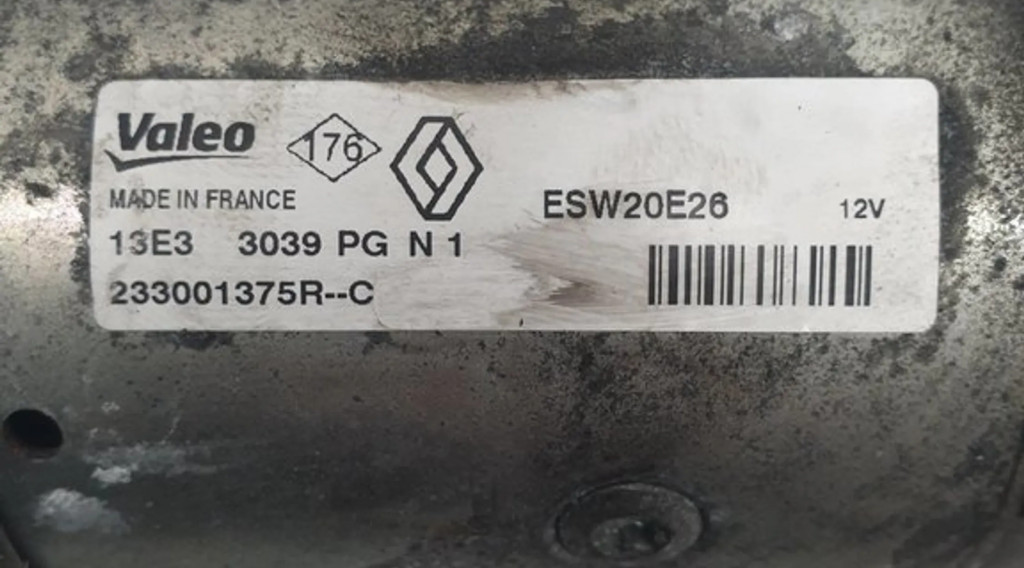 Valeo
176
MADE IN FRANCE
ESW20E26 12V
13E3 3039 PG N 1
233001375R--C